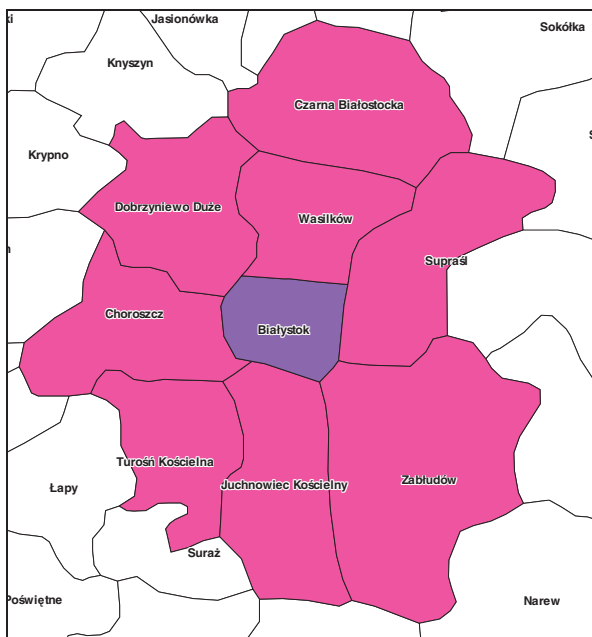 Jasionówka
Sokółka
Knyszyn
Czarna Białostocka
Krypno
Dobrzyniewo Duże
Wasilków
Supraśl
Choroszcz
Białystok
Turośń Kościelna
Juchnowiec Kościelny
Zabłudów
Łapy
Suraż
Poświętne
Narew